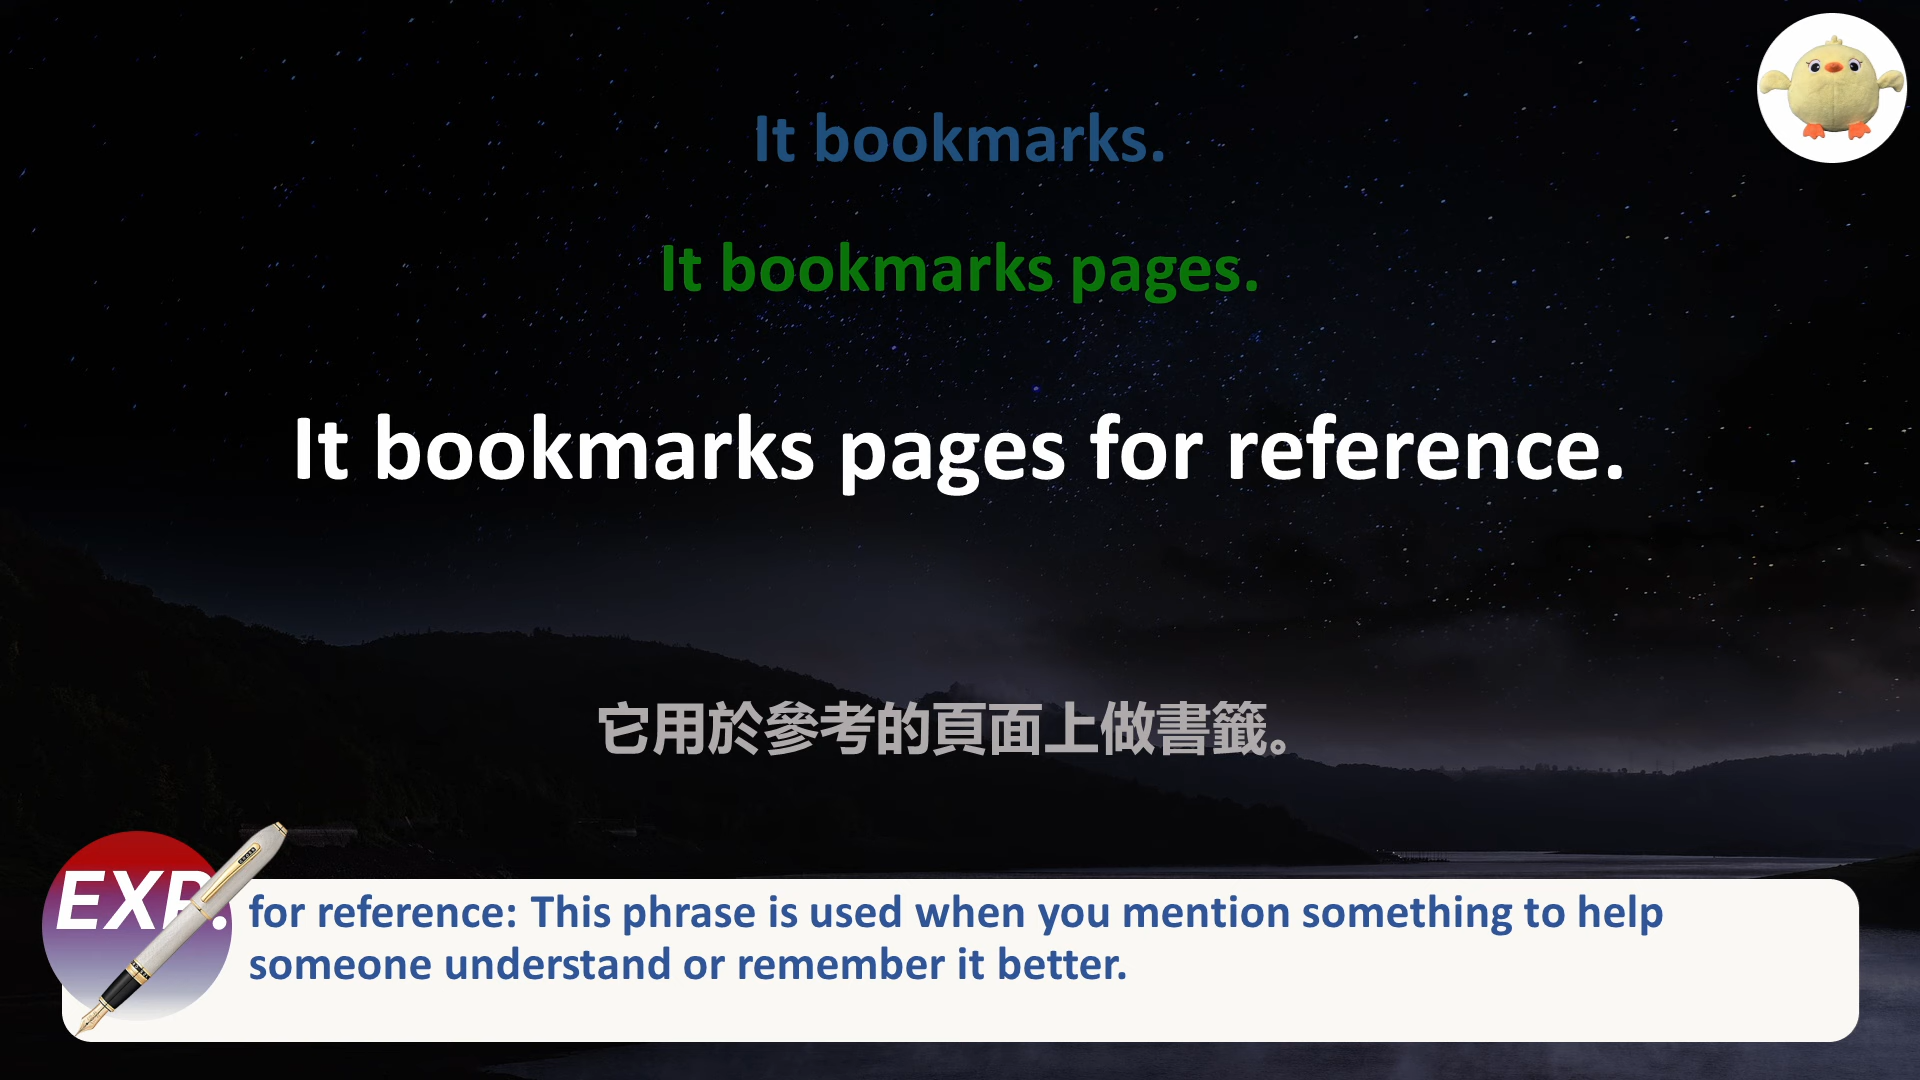 It bookmarks.
It bookmarks pages.
It bookmarks pages for reference.
它用於參考的頁面上做書籤。
EXP.
for reference: This phrase is used when you mention something to help
someone understand or remember it better.